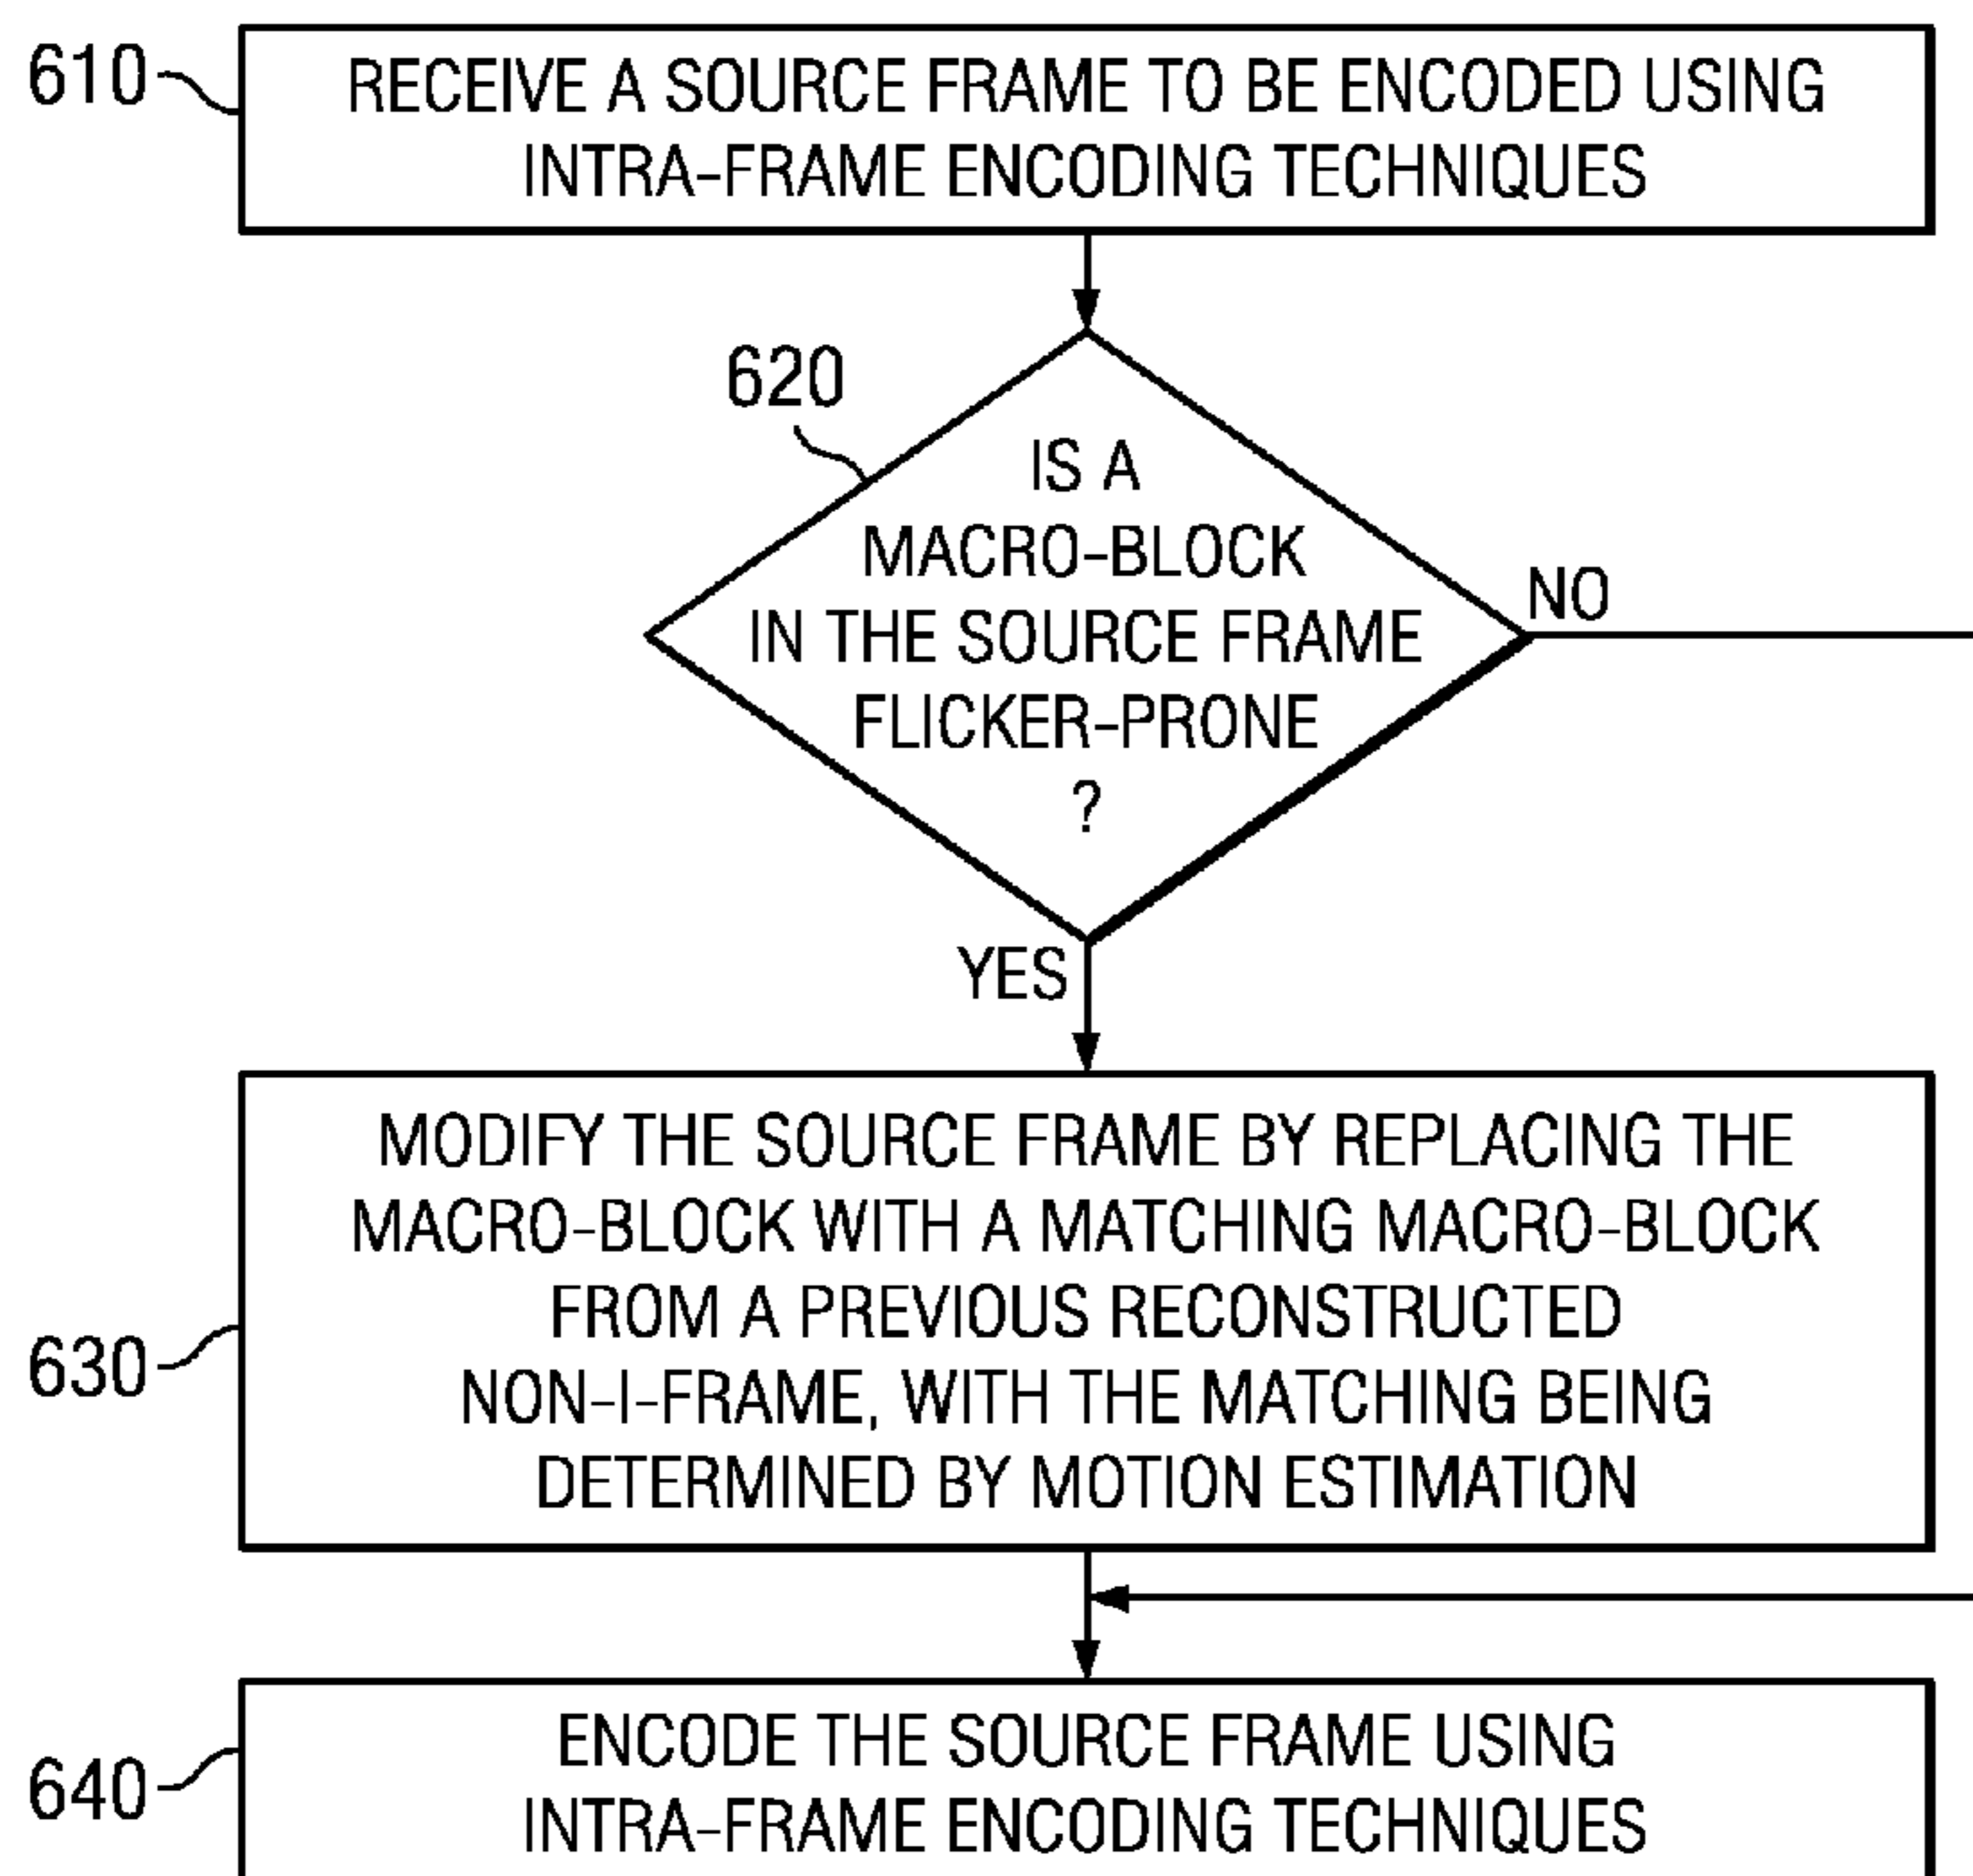 610
RECEIVE A SOURCE FRAME TO BE ENCODED USING
INTRA-FRAME ENCODING TECHNIQUES
620
IS A
MACRO-BLOCK
IN THE SOURCE FRAME
FLICKER-PRONE
?
NO
YES
MODIFY THE SOURCE FRAME BY REPLACING THE
MACRO-BLOCK WITH A MATCHING MACRO-BLOCK
FROM A PREVIOUS RECONSTRUCTED
630
NON-I-FRAME, WITH THE MATCHING BEING
DETERMINED BY MOTION ESTIMATION
ENCODE THE SOURCE FRAME USING
640
INTRA-FRAME ENCODING TECHNIQUES